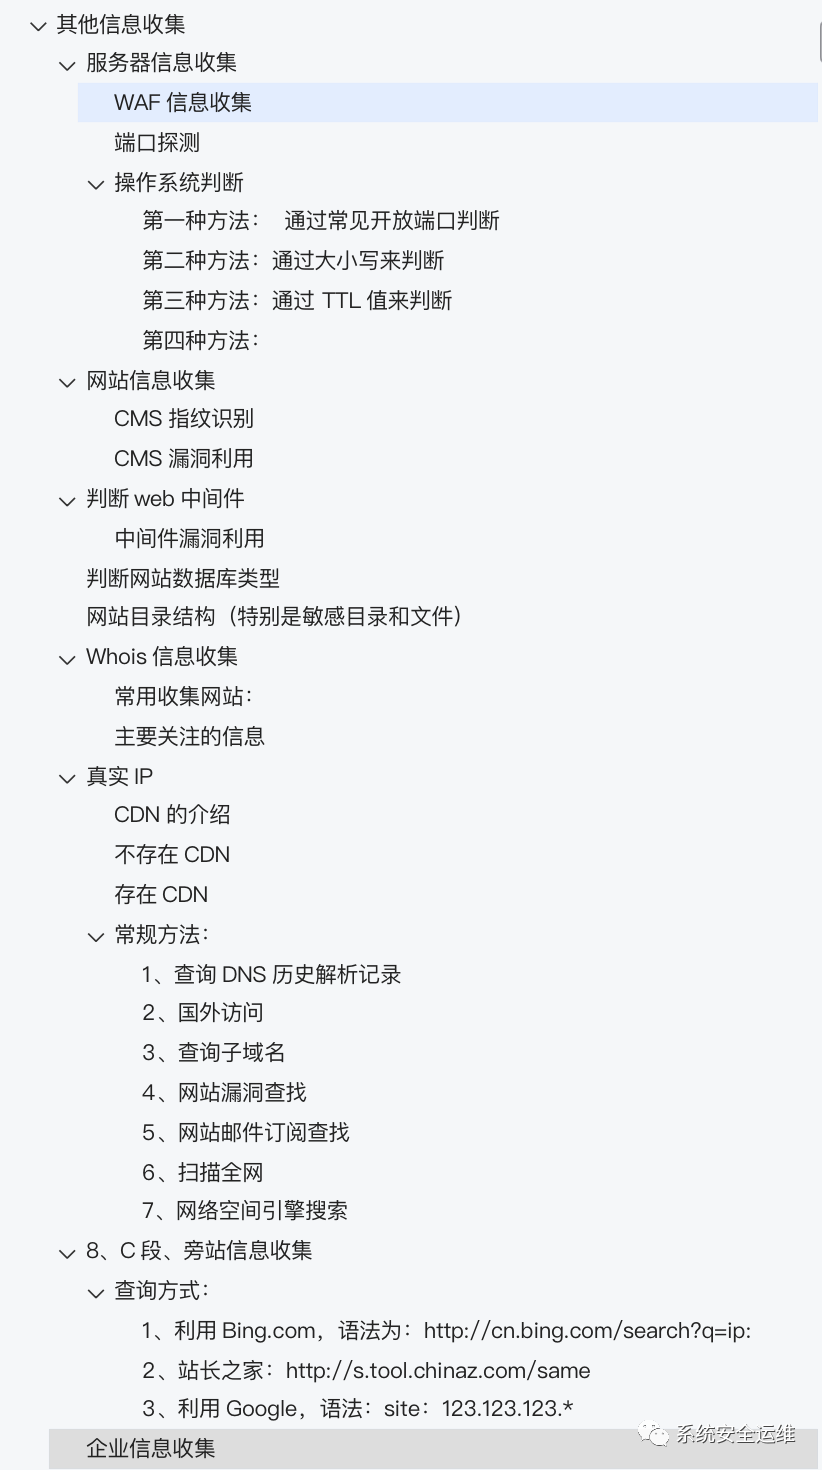 其他信息收集
服务器信息收集
WAF 信息收集
端口探测
操作系统判断
第一种方法： 通过常见开放端口判断
第二种方法：通过大小写来判断
第三种方法：通过 TTL 值来判断
第四种方法：
网站信息收集
CMS 指纹识别
CMS 漏洞利用
判断 web 中间件
中间件漏洞利用
判断网站数据库类型
网站目录结构（特别是敏感目录和文件）
Whois 信息收集
常用收集网站：
主要关注的信息
真实 IP
CDN 的介绍
不存在 CDN
存在 CDN
常规方法：
1、查询 DNS 历史解析记录
2、国外访问
3、查询子域名
4、网站漏洞查找
5、网站邮件订阅查找
6、扫描全网
7、网络空间引擎搜索
8、C 段、旁站信息收集
查询方式：
1、利用 Bing.com，语法为：http://cn.bing.com/search?q=ip:
2、站长之家：http://s.tool.chinaz.com/same
3、利用 Google，语法：site：123.123.123.*
系统安全运维
企业信息收集